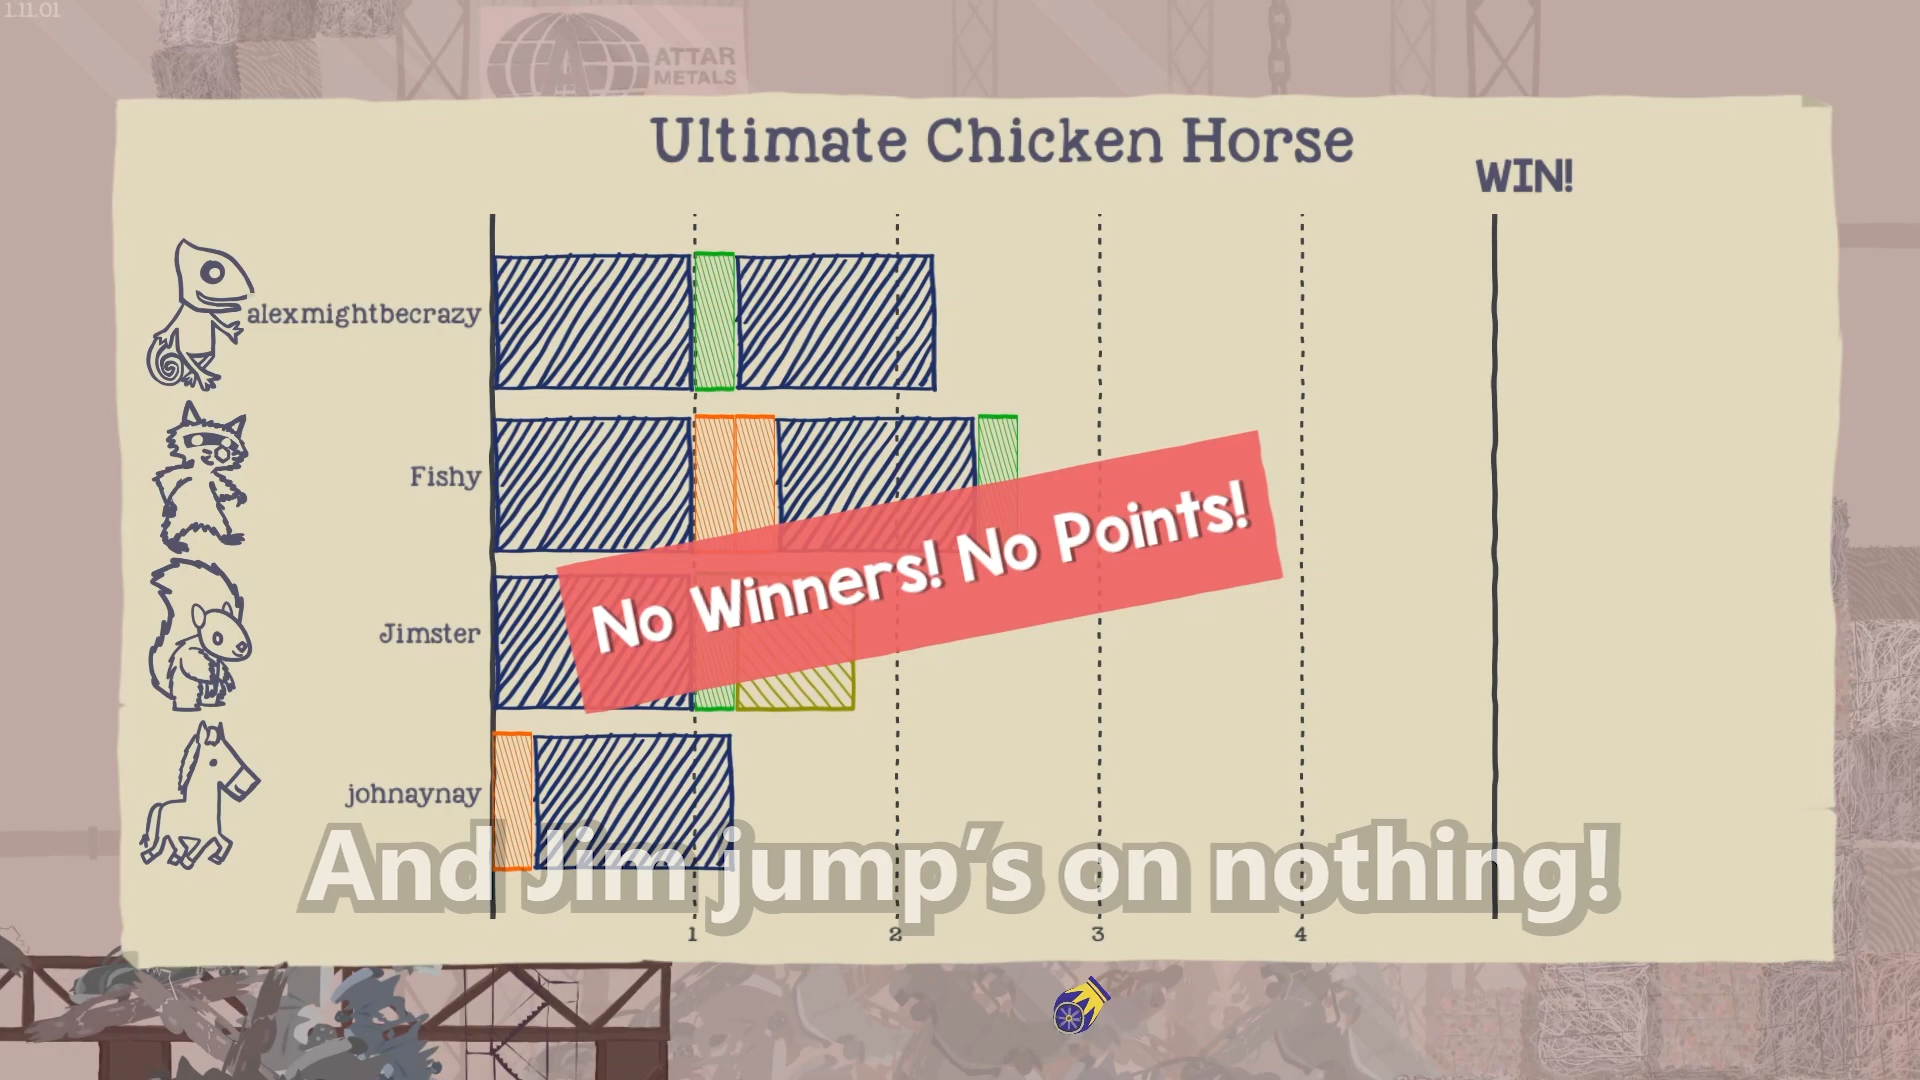 1.11.01
ATTAR
METALS
Ultimate Chicken Horse
WIN!
alexmightbecrazy
Fishy
No Winners! No Points!
Jimster
johnaynay
And Jim jump's on nothing!
1 2 3 4